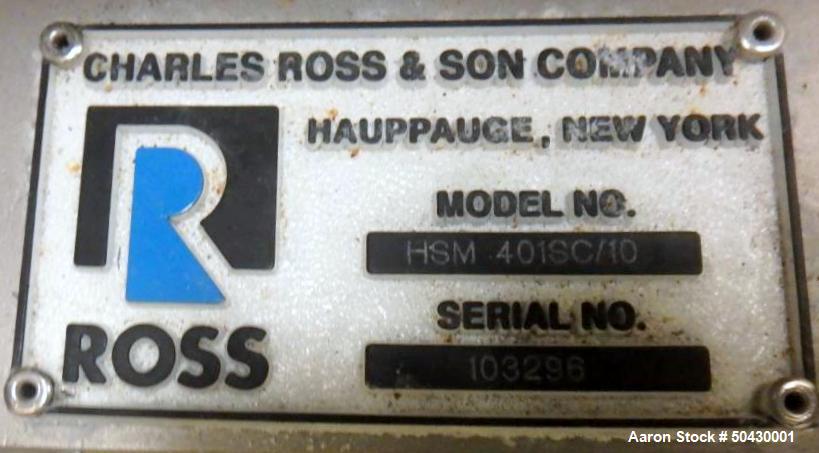 CHARLES ROSS & SON COMPANY
HAUPPAUGE, NEW YORK
R
ROSS
MODEL NO.
HSM 401SC/10
SERIAL NO.
103296
Aaron Stock # 50430001